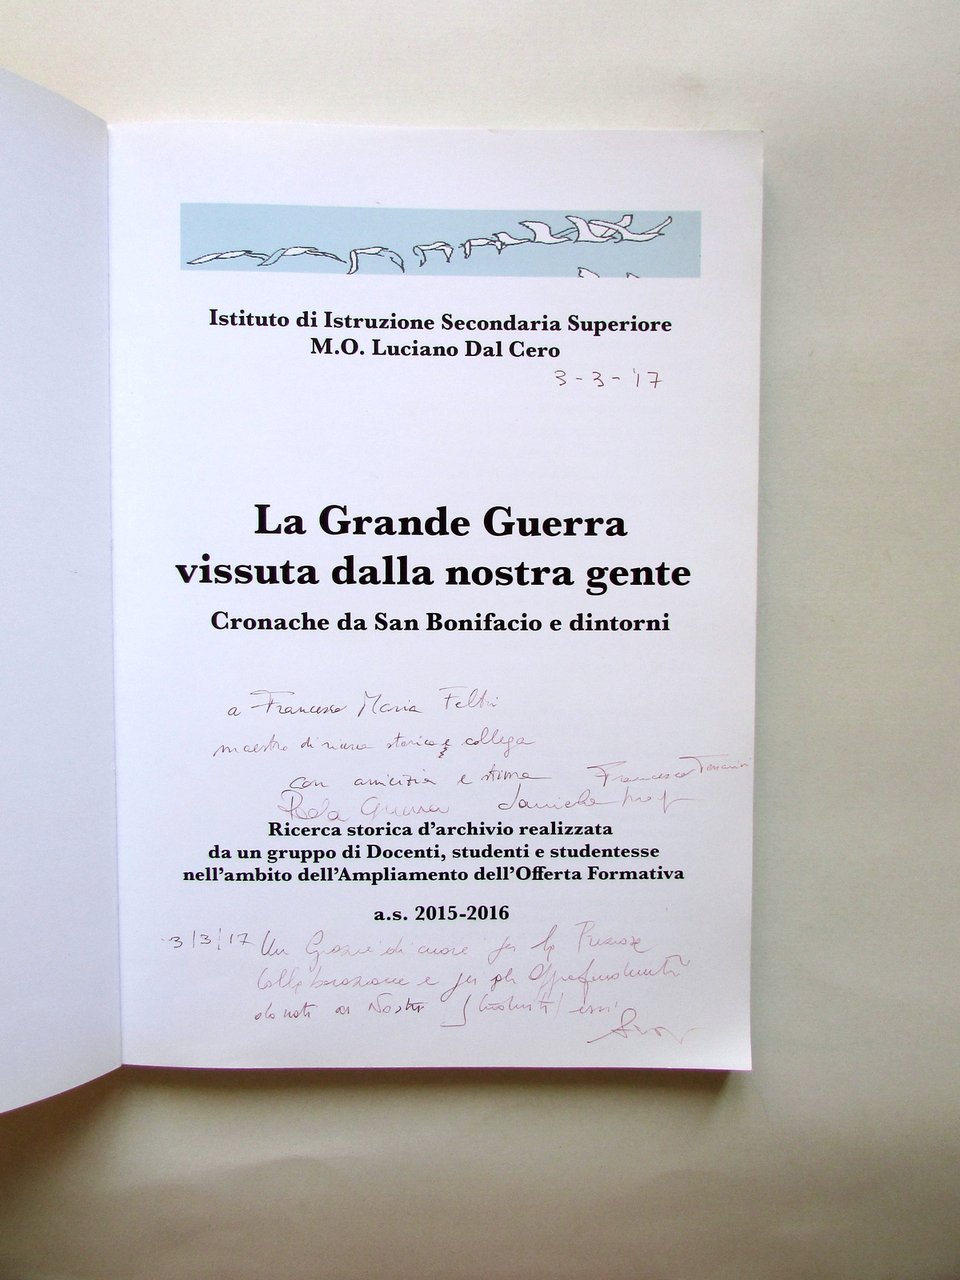 Istituto di Istruzione Secondaria Superiore
M.O. Luciano Dal Cero
3-3-'17
La Grande Guerra
vissuta dalla nostra gente
Cronache da San Bonifacio e dintorni
a Francesco Maria Feltri
maestro di ricerca storica e collega
con amicizia e stima Francesca
Paola Daniela
Ricerca storica d'archivio realizzata
da un gruppo di Docenti, studenti e studentesse
nell'ambito dell'Ampliamento dell'Offerta Formativa
a.s. 2015-2016
3/3/17 Un Grazie di cuore per la Preziosa
Collaborazione e per gli Approfondimenti
donati ai Nostri